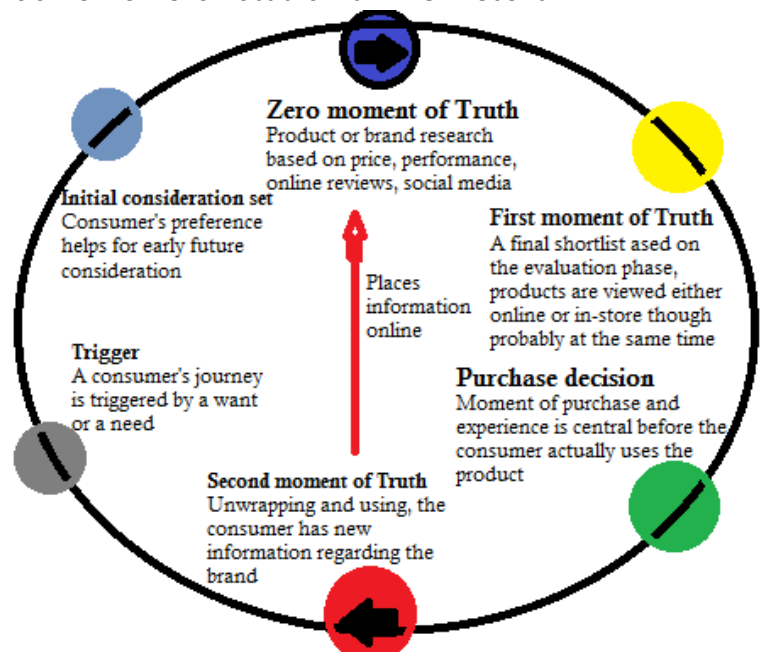 Zero moment of Truth
Product or brand research
based on price, performance,
online reviews, social media
Initial consideration set
Consumer's preference
helps for early future
consideration
First moment of Truth
A final shortlist ased on
the evaluation phase,
products are viewed either
online or in-store though
probably at the same time
Places
information
online
Trigger
A consumer's journey
is triggered by a want
or a need
Purchase decision
Moment of purchase and
experience is central before the
consumer actually uses the
product
Second moment of Truth
Unwrapping and using, the
consumer has new
information regarding the
brand